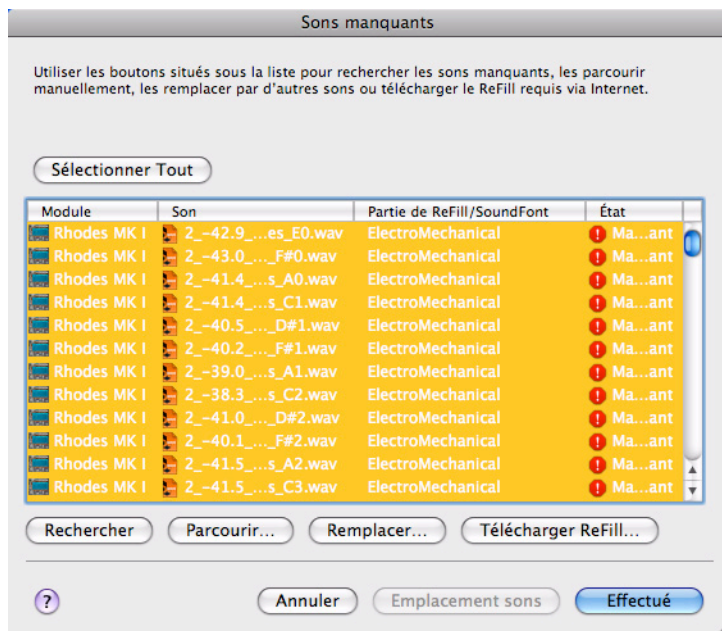 Sons manquants
Utiliser les boutons situés sous la liste pour rechercher les sons manquants, les parcourir
manuellement, les remplacer par d'autres sons ou télécharger le ReFill requis via Internet.
Sélectionner Tout
Module Son Partie de ReFill/SoundFont État
Rhodes MK I 2_-42.9_...es_E0.wav ElectroMechanical Ma...ant
Rhodes MK I 2_-43.0_..._F#0.wav ElectroMechanical Ma...ant
Rhodes MK I 2_-41.4_...s_A0.wav ElectroMechanical Ma...ant
Rhodes MK I 2_-41.4_...s_C1.wav ElectroMechanical Ma...ant
Rhodes MK I 2_-40.5_..._D#1.wav ElectroMechanical Ma...ant
Rhodes MK I 2_-40.2_..._F#1.wav ElectroMechanical Ma...ant
Rhodes MK I 2_-39.0_...s_A1.wav ElectroMechanical Ma...ant
Rhodes MK I 2_-38.3_...s_C2.wav ElectroMechanical Ma...ant
Rhodes MK I 2_-41.0_..._D#2.wav ElectroMechanical Ma...ant
Rhodes MK I 2_-40.1_..._F#2.wav ElectroMechanical Ma...ant
Rhodes MK I 2_-41.5_...s_A2.wav ElectroMechanical Ma...ant
Rhodes MK I 2_-41.5_...s_C3.wav ElectroMechanical Ma...ant
Rechercher Parcourir... Remplacer... Télécharger ReFill...
? Annuler Emplacement sons Effectué